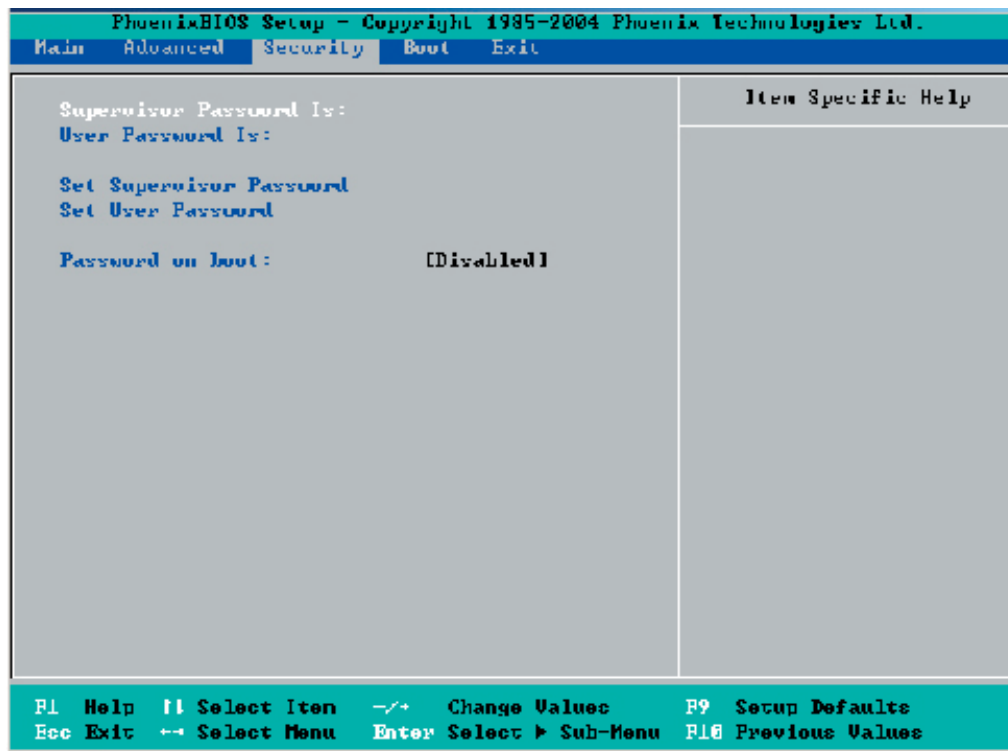 PhoenixBIOS Setup - Copyright 1985-2004 Phoenix Technologies Ltd.
Main Advanced Security Boot Exit
Supervisor Password Is:
User Password Is:
Set Supervisor Password
Set User Password
Password on boot: [Disabled]
Item Specific Help
F1 Help ↑↓ Select Item -/+ Change Values F9 Setup Defaults
Esc Exit ↔ Select Menu Enter Select ▶ Sub-Menu F10 Previous Values